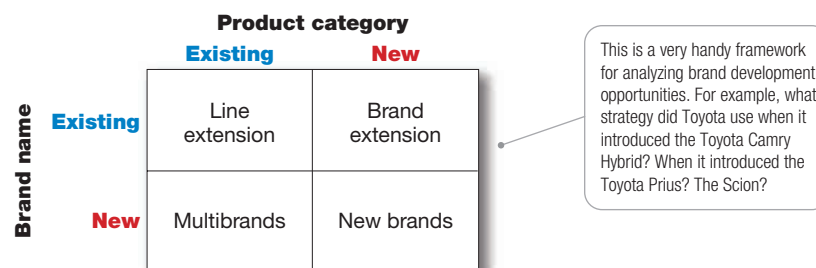 Product category
Existing New
Brand name
Existing
Line
extension
Brand
extension
New
Multibrands
New brands
This is a very handy framework
for analyzing brand development
opportunities. For example, what
strategy did Toyota use when it
introduced the Toyota Camry
Hybrid? When it introduced the
Toyota Prius? The Scion?